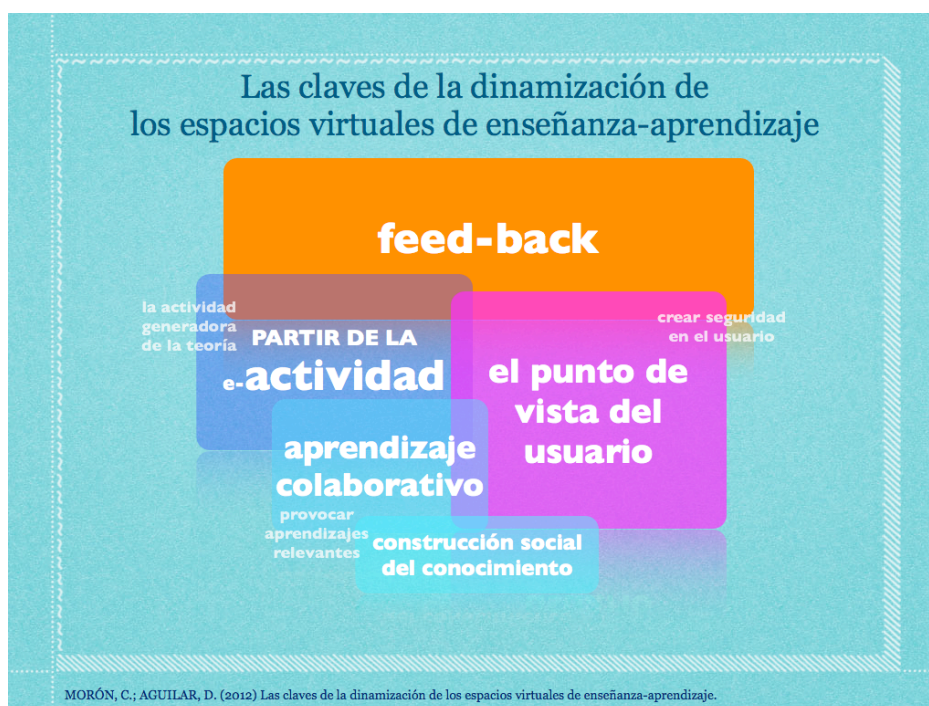 Las claves de la dinamización de
los espacios virtuales de enseñanza-aprendizaje
feed-back
la actividad
generadora
de la teoría
PARTIR DE LA
e-actividad
crear seguridad
en el usuario
el punto de
vista del
usuario
aprendizaje
colaborativo
provocar
aprendizajes
relevantes
construcción social
del conocimiento
MORÓN, C.; AGUILAR, D. (2012) Las claves de la dinamización de los espacios virtuales de enseñanza-aprendizaje.